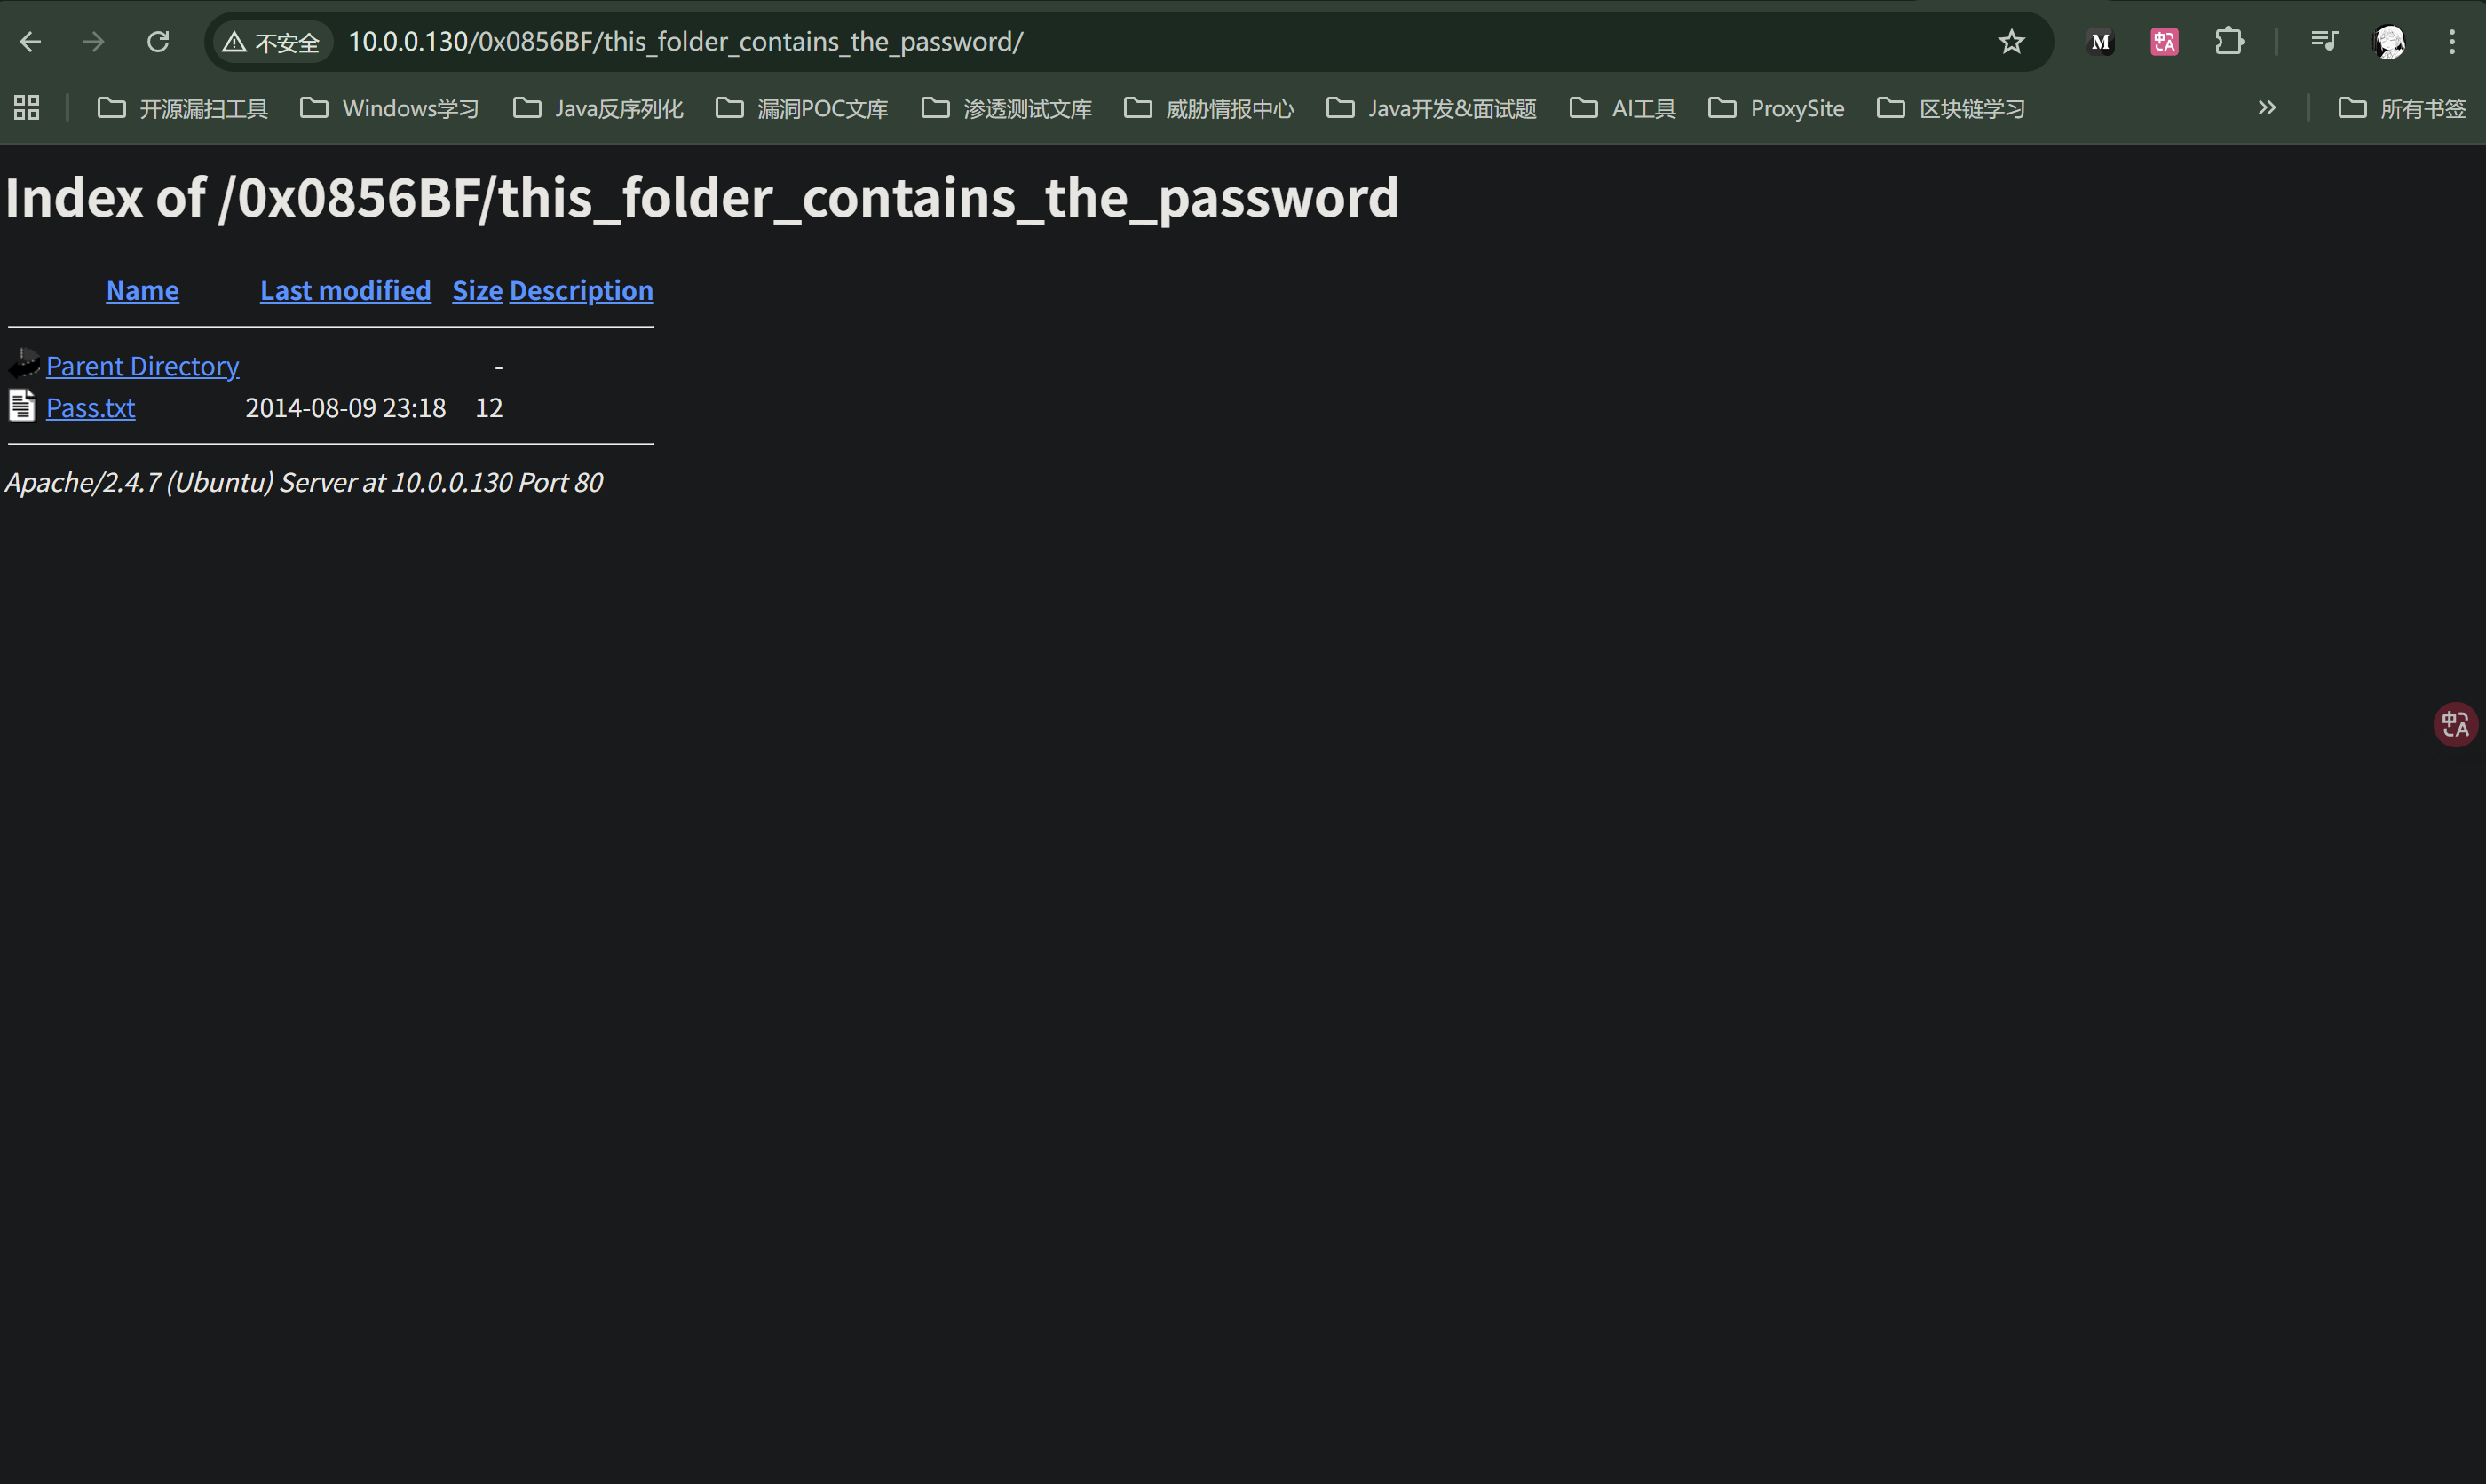 不安全 10.0.0.130/0x0856BF/this_folder_contains_the_password/
开源漏扫工具 Windows学习 Java反序列化 漏洞POC文库 渗透测试文库 威胁情报中心 Java开发&面试题 AI工具 ProxySite 区块链学习 所有书签
Index of /0x0856BF/this_folder_contains_the_password
Name Last modified Size Description
Parent Directory -
Pass.txt 2014-08-09 23:18 12
Apache/2.4.7 (Ubuntu) Server at 10.0.0.130 Port 80